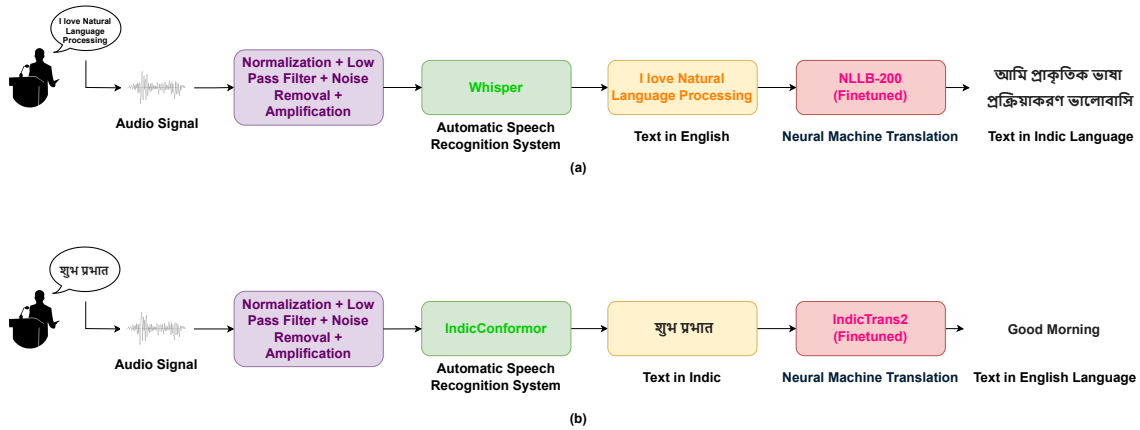 I love Natural
Language
Processing
Audio Signal
Normalization + Low
Pass Filter + Noise
Removal +
Amplification
Whisper
Automatic Speech
Recognition System
I love Natural
Language Processing
Text in English
NLLB-200
(Finetuned)
Neural Machine Translation
আমি প্রাকৃতিক ভাষা
প্রক্রিয়াকরণ ভালোবাসি
Text in Indic Language
(a)
शुभ प्रभात
Audio Signal
Normalization + Low
Pass Filter + Noise
Removal +
Amplification
IndicConformor
Automatic Speech
Recognition System
शुभ प्रभात
Text in Indic
IndicTrans2
(Finetuned)
Neural Machine Translation
Good Morning
Text in English Language
(b)